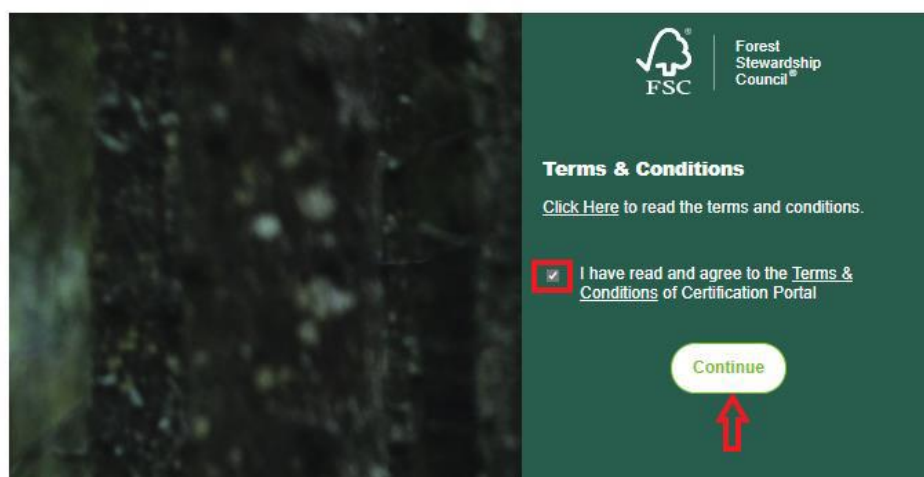 FSC®
Forest
Stewardship
Council®
Terms & Conditions
Click Here to read the terms and conditions.
I have read and agree to the Terms &
Conditions of Certification Portal
Continue